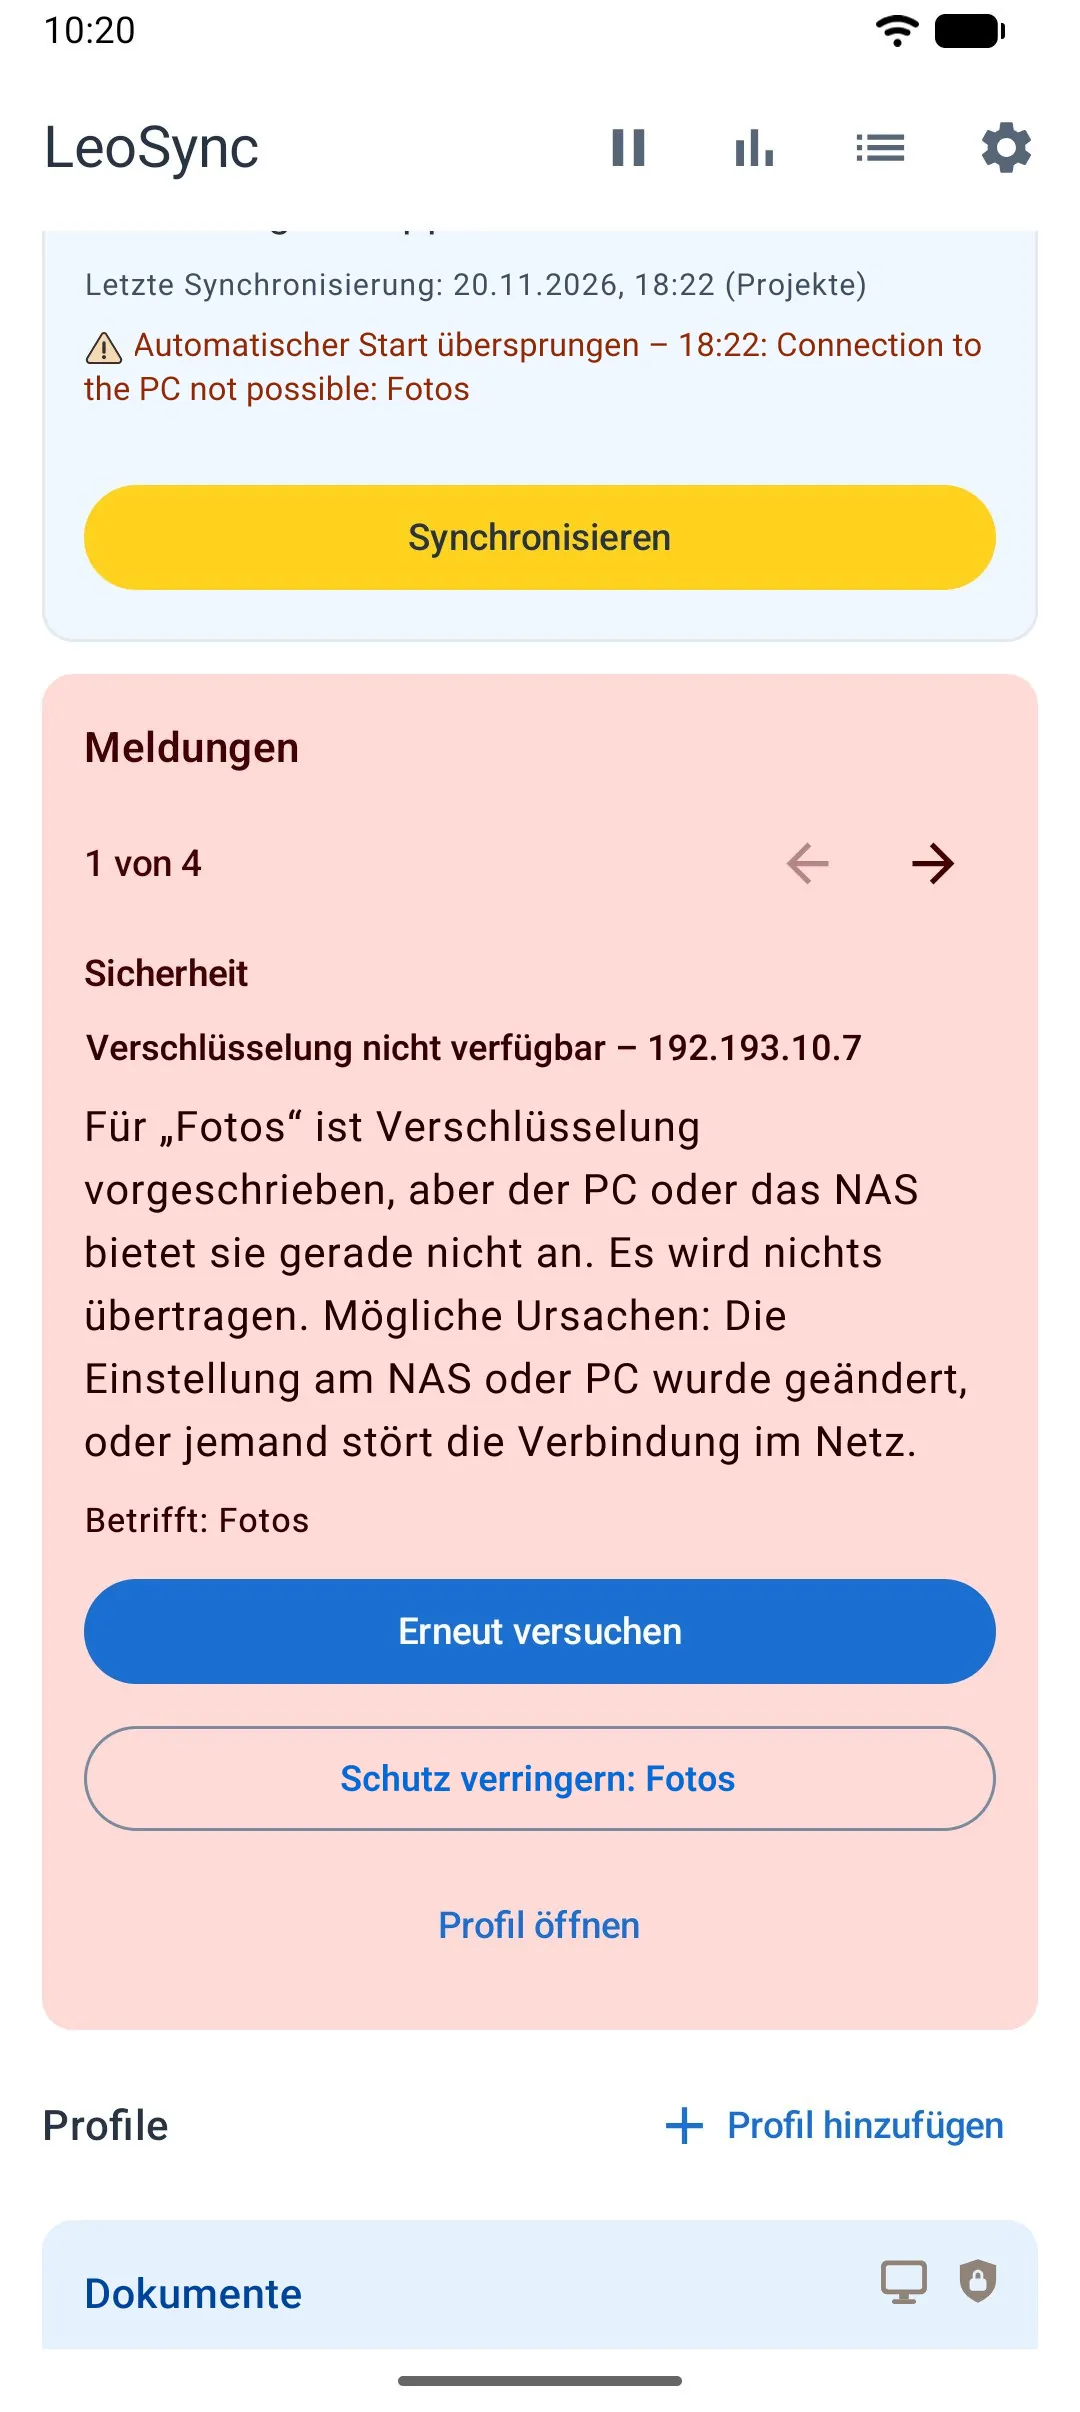 10:20
LeoSync
Letzte Synchronisierung: 20.11.2026, 18:22 (Projekte)
Automatischer Start übersprungen – 18:22: Connection to
the PC not possible: Fotos
Synchronisieren
Meldungen
1 von 4
Sicherheit
Verschlüsselung nicht verfügbar – 192.193.10.7
Für „Fotos“ ist Verschlüsselung
vorgeschrieben, aber der PC oder das NAS
bietet sie gerade nicht an. Es wird nichts
übertragen. Mögliche Ursachen: Die
Einstellung am NAS oder PC wurde geändert,
oder jemand stört die Verbindung im Netz.
Betrifft: Fotos
Erneut versuchen
Schutz verringern: Fotos
Profil öffnen
Profile
Profil hinzufügen
Dokumente